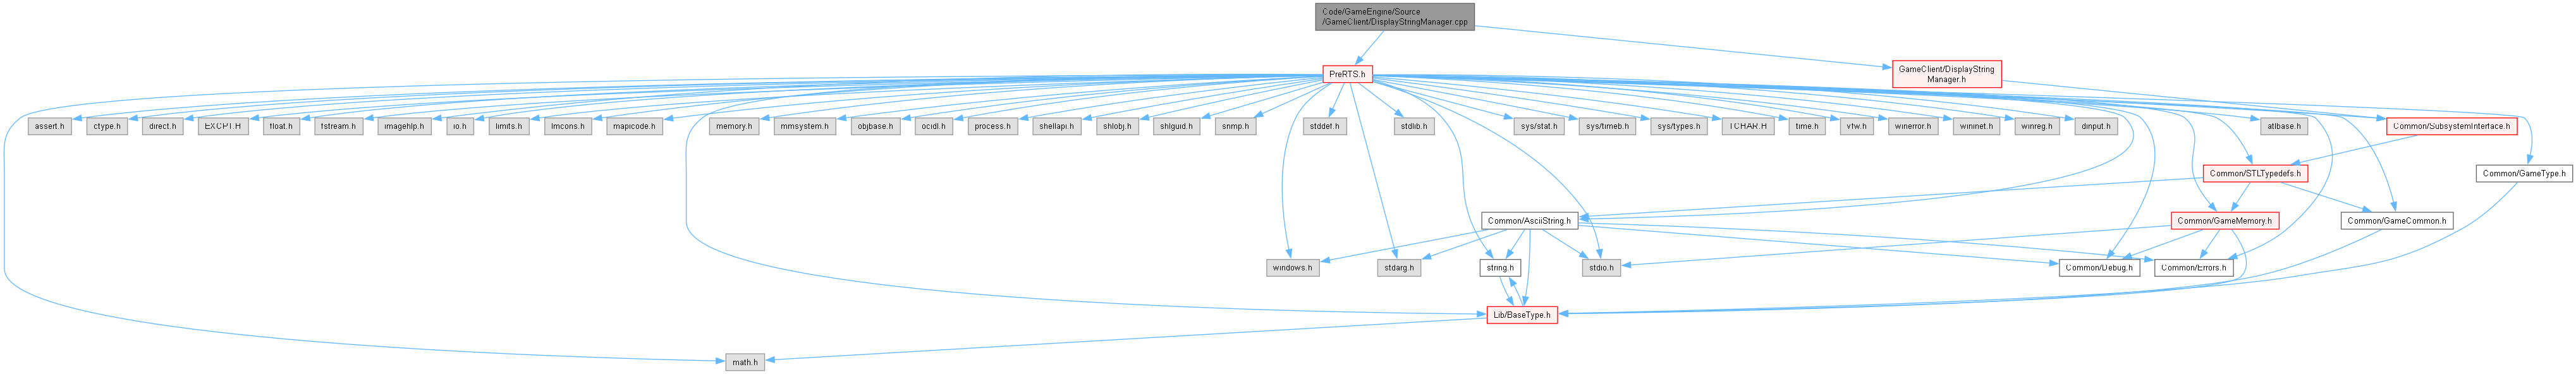 Code/GameEngine/Source
/GameClient/DisplayStringManager.cpp
PreRTS.h
GameClient/DisplayString
Manager.h
assert.h
ctype.h
direct.h
EXCPT.H
float.h
fstream.h
imagehlp.h
io.h
limits.h
lmcons.h
mapicode.h
memory.h
mmsystem.h
objbase.h
ocidl.h
process.h
shellapi.h
shlobj.h
shlguid.h
snmp.h
stddef.h
stdlib.h
sys/stat.h
sys/timeb.h
sys/types.h
TCHAR.H
time.h
vfw.h
winerror.h
wininet.h
winreg.h
dinput.h
atlbase.h
Common/SubsystemInterface.h
Common/STLTypedefs.h
Common/GameType.h
Common/AsciiString.h
Common/GameMemory.h
Common/GameCommon.h
windows.h
stdarg.h
string.h
stdio.h
Common/Debug.h
Common/Errors.h
Lib/BaseType.h
math.h